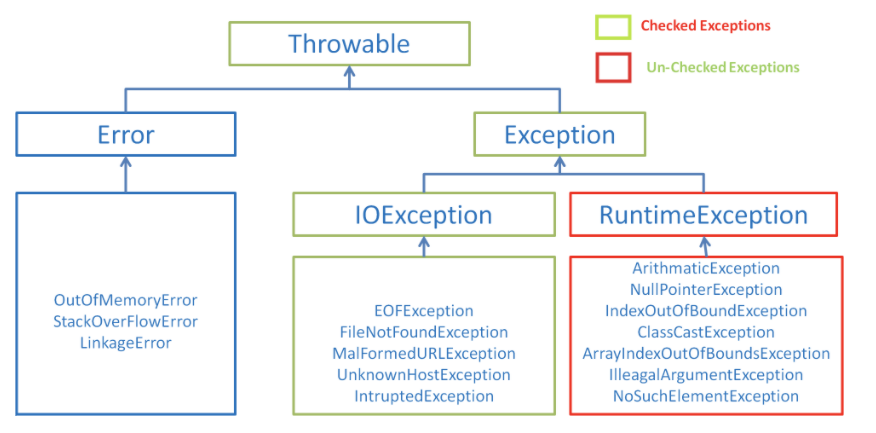 Throwable
Checked Exceptions
Un-Checked Exceptions
Error
Exception
IOException
RuntimeException
OutOfMemoryError
StackOverFlowError
LinkageError
EOFException
FileNotFoundException
MalFormedURLException
UnknownHostException
IntruptedException
ArithmaticException
NullPointerException
IndexOutOfBoundException
ClassCastException
ArrayIndexOutOfBoundsException
IlleagalArgumentException
NoSuchElementException